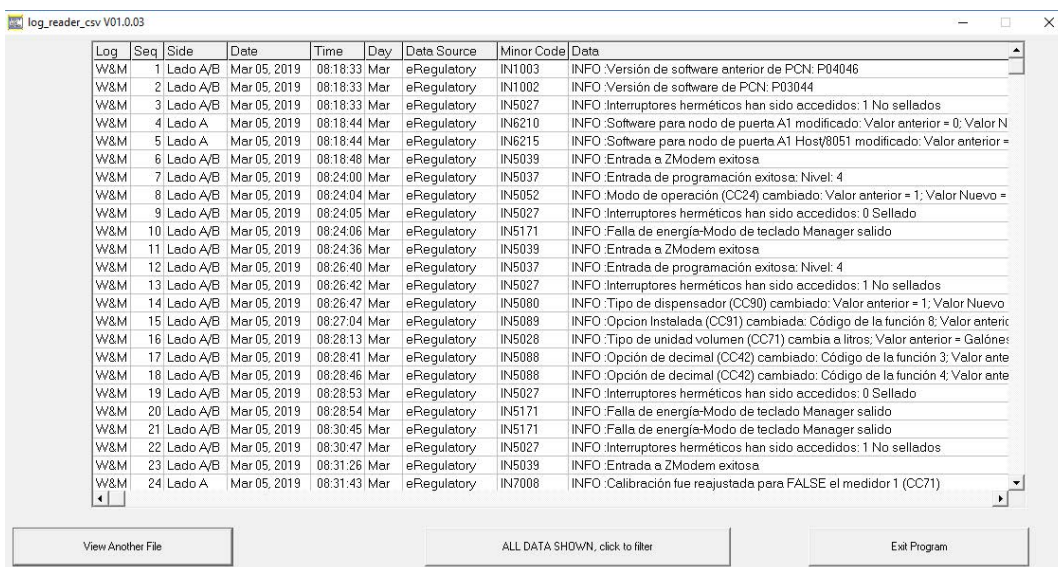 log_reader_csv V01.0.03
Log Seq Side Date Time Day Data Source Minor Code Data
W&M 1 Lado A/B Mar 05, 2019 08:18:33 Mar eRegulatory IN1003 INFO :Versión de software anterior de PCN: P04046
W&M 2 Lado A/B Mar 05, 2019 08:18:33 Mar eRegulatory IN1002 INFO :Versión de software de PCN: P03044
W&M 3 Lado A/B Mar 05, 2019 08:18:33 Mar eRegulatory IN5027 INFO :Interruptores herméticos han sido accedidos: 1 No sellados
W&M 4 Lado A Mar 05, 2019 08:18:44 Mar eRegulatory IN6210 INFO :Software para nodo de puerta A1 modificado: Valor anterior = 0; Valor N
W&M 5 Lado A Mar 05, 2019 08:18:44 Mar eRegulatory IN6215 INFO :Software para nodo de puerta A1 Host/8051 modificado: Valor anterior =
W&M 6 Lado A/B Mar 05, 2019 08:18:48 Mar eRegulatory IN5039 INFO :Entrada a ZModem exitosa
W&M 7 Lado A/B Mar 05, 2019 08:24:00 Mar eRegulatory IN5037 INFO :Entrada de programación exitosa: Nivel: 4
W&M 8 Lado A/B Mar 05, 2019 08:24:04 Mar eRegulatory IN5052 INFO :Modo de operación (CC24) cambiado: Valor anterior = 1; Valor Nuevo =
W&M 9 Lado A/B Mar 05, 2019 08:24:05 Mar eRegulatory IN5027 INFO :Interruptores herméticos han sido accedidos: 0 Sellado
W&M 10 Lado A/B Mar 05, 2019 08:24:06 Mar eRegulatory IN5171 INFO :Falla de energía-Modo de teclado Manager salido
W&M 11 Lado A/B Mar 05, 2019 08:24:36 Mar eRegulatory IN5039 INFO :Entrada a ZModem exitosa
W&M 12 Lado A/B Mar 05, 2019 08:26:40 Mar eRegulatory IN5037 INFO :Entrada de programación exitosa: Nivel: 4
W&M 13 Lado A/B Mar 05, 2019 08:26:42 Mar eRegulatory IN5027 INFO :Interruptores herméticos han sido accedidos: 1 No sellados
W&M 14 Lado A/B Mar 05, 2019 08:26:47 Mar eRegulatory IN5080 INFO :Tipo de dispensador (CC90) cambiado: Valor anterior = 1; Valor Nuevo
W&M 15 Lado A/B Mar 05, 2019 08:27:04 Mar eRegulatory IN5089 INFO :Opcion Instalada (CC91) cambiada: Código de la función 8; Valor anteric
W&M 16 Lado A/B Mar 05, 2019 08:28:13 Mar eRegulatory IN5028 INFO :Tipo de unidad volumen (CC71) cambia a litros; Valor anterior = Galónes
W&M 17 Lado A/B Mar 05, 2019 08:28:41 Mar eRegulatory IN5088 INFO :Opción de decimal (CC42) cambiado: Código de la función 3; Valor ante
W&M 18 Lado A/B Mar 05, 2019 08:28:46 Mar eRegulatory IN5088 INFO :Opción de decimal (CC42) cambiado: Código de la función 4; Valor ante
W&M 19 Lado A/B Mar 05, 2019 08:28:53 Mar eRegulatory IN5027 INFO :Interruptores herméticos han sido accedidos: 0 Sellado
W&M 20 Lado A/B Mar 05, 2019 08:28:54 Mar eRegulatory IN5171 INFO :Falla de energía-Modo de teclado Manager salido
W&M 21 Lado A/B Mar 05, 2019 08:30:45 Mar eRegulatory IN5171 INFO :Falla de energía-Modo de teclado Manager salido
W&M 22 Lado A/B Mar 05, 2019 08:30:47 Mar eRegulatory IN5027 INFO :Interruptores herméticos han sido accedidos: 1 No sellados
W&M 23 Lado A/B Mar 05, 2019 08:31:26 Mar eRegulatory IN5039 INFO :Entrada a ZModem exitosa
W&M 24 Lado A Mar 05, 2019 08:31:43 Mar eRegulatory IN7008 INFO :Calibración fue reajustada para FALSE el medidor 1 (CC71)
View Another File ALL DATA SHOWN, click to filter Exit Program